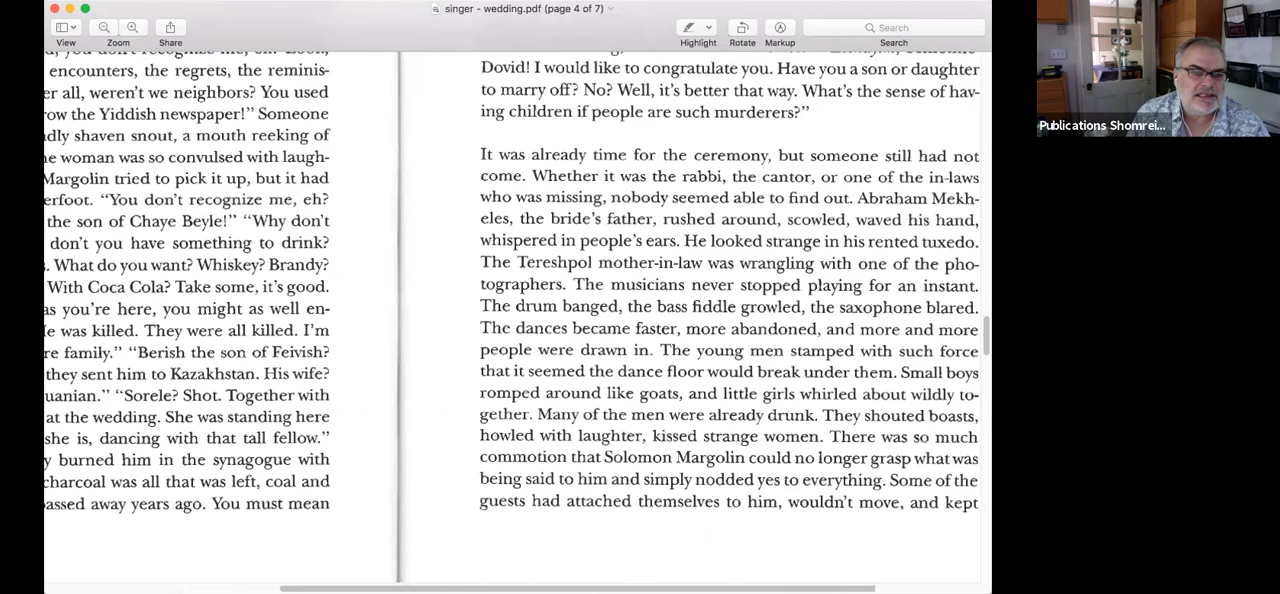 singer - wedding.pdf (page 4 of 7)
View
Zoom
Share
Highlight
Rotate
Markup
Search
Search
you don't recognize me, eh?
encounters, the regrets, the reminis-
er all, weren't we neighbors? You used
row the Yiddish newspaper!" Someone
dly shaven snout, a mouth reeking of
ne woman was so convulsed with laugh-
Margolin tried to pick it up, but it had
erfoot. "You don't recognize me, eh?
the son of Chaye Beyle!" "Why don't
don't you have something to drink?
. What do you want? Whiskey? Brandy?
With Coca Cola? Take some, it's good.
as you're here, you might as well en-
He was killed. They were all killed. I'm
re family." "Berish the son of Feivish?
they sent him to Kazakhstan. His wife?
uanian." "Sorele? Shot. Together with
at the wedding. She was standing here
she is, dancing with that tall fellow."
y burned him in the synagogue with
charcoal was all that was left, coal and
passed away years ago. You must mean
Dovid! I would like to congratulate you. Have you a son or daughter
to marry off? No? Well, it's better that way. What's the sense of hav-
ing children if people are such murderers?"
It was already time for the ceremony, but someone still had not
come. Whether it was the rabbi, the cantor, or one of the in-laws
who was missing, nobody seemed able to find out. Abraham Mekh-
eles, the bride's father, rushed around, scowled, waved his hand,
whispered in people's ears. He looked strange in his rented tuxedo.
The Tereshpol mother-in-law was wrangling with one of the pho-
tographers. The musicians never stopped playing for an instant.
The drum banged, the bass fiddle growled, the saxophone blared.
The dances became faster, more abandoned, and more and more
people were drawn in. The young men stamped with such force
that it seemed the dance floor would break under them. Small boys
romped around like goats, and little girls whirled about wildly to-
gether. Many of the men were already drunk. They shouted boasts,
howled with laughter, kissed strange women. There was so much
commotion that Solomon Margolin could no longer grasp what was
being said to him and simply nodded yes to everything. Some of the
guests had attached themselves to him, wouldn't move, and kept
Publications Shomrei...